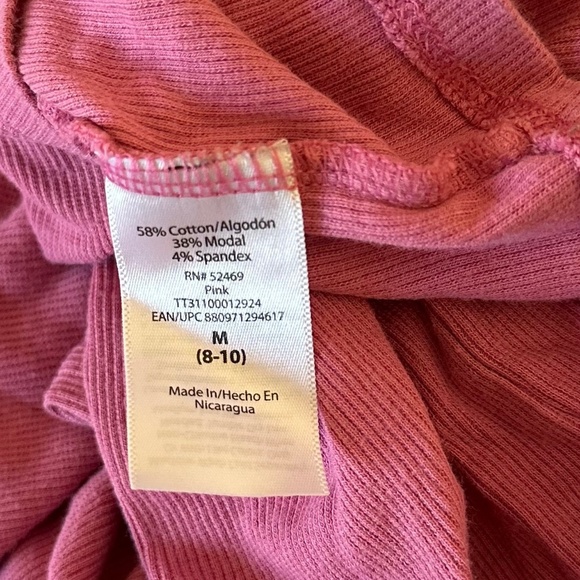 58% Cotton/Algodón
38% Modal
4% Spandex
RN# 52469
Pink
TT31100012924
EAN/UPC 880971294617
M
(8-10)
Made In/Hecho En
Nicaragua